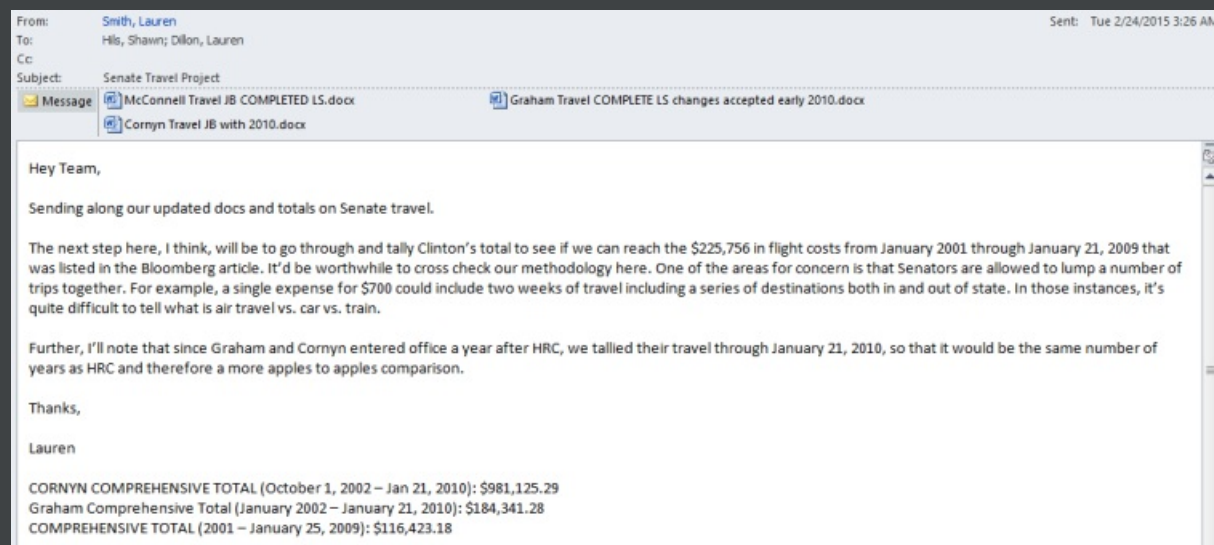 From: Smith, Lauren Sent: Tue 2/24/2015 3:26 AM
To: Hils, Shawn; Dillon, Lauren
Cc:
Subject: Senate Travel Project
Message McConnell Travel JB COMPLETED LS.docx Graham Travel COMPLETE LS changes accepted early 2010.docx
Cornyn Travel JB with 2010.docx
Hey Team,
Sending along our updated docs and totals on Senate travel.
The next step here, I think, will be to go through and tally Clinton's total to see if we can reach the $225,756 in flight costs from January 2001 through January 21, 2009 that
was listed in the Bloomberg article. It'd be worthwhile to cross check our methodology here. One of the areas for concern is that Senators are allowed to lump a number of
trips together. For example, a single expense for $700 could include two weeks of travel including a series of destinations both in and out of state. In those instances, it's
quite difficult to tell what is air travel vs. car vs. train.
Further, I'll note that since Graham and Cornyn entered office a year after HRC, we tallied their travel through January 21, 2010, so that it would be the same number of
years as HRC and therefore a more apples to apples comparison.
Thanks,
Lauren
CORNYN COMPREHENSIVE TOTAL (October 1, 2002 – Jan 21, 2010): $981,125.29
Graham Comprehensive Total (January 2002 – January 21, 2010): $184,341.28
COMPREHENSIVE TOTAL (2001 – January 25, 2009): $116,423.18